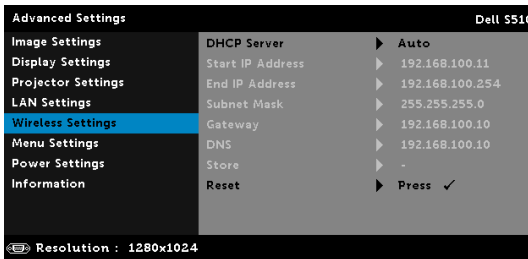 Advanced Settings Dell S510
Image Settings
Display Settings
Projector Settings
LAN Settings
Wireless Settings
Menu Settings
Power Settings
Information
DHCP Server Auto
Start IP Address 192.168.100.11
End IP Address 192.168.100.254
Subnet Mask 255.255.255.0
Gateway 192.168.100.10
DNS 192.168.100.10
Store -
Reset Press ✓
Resolution : 1280x1024